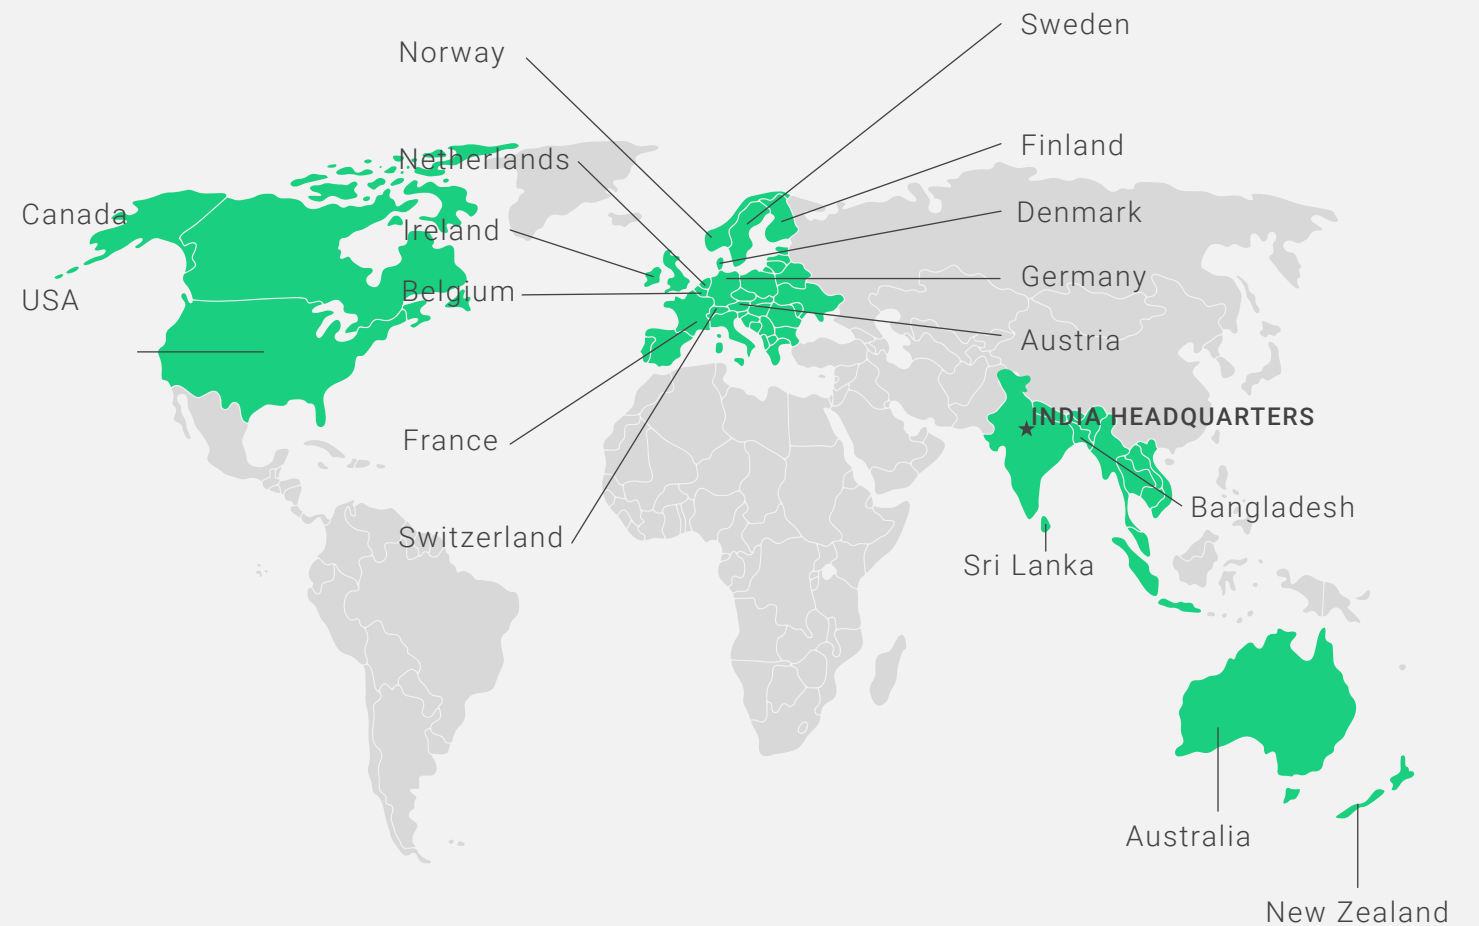 Sweden
Norway
Finland
Netherlands
Denmark
Canada
Ireland
Germany
Belgium
USA
Austria
INDIA HEADQUARTERS
France
Bangladesh
Switzerland
Sri Lanka
Australia
New Zealand